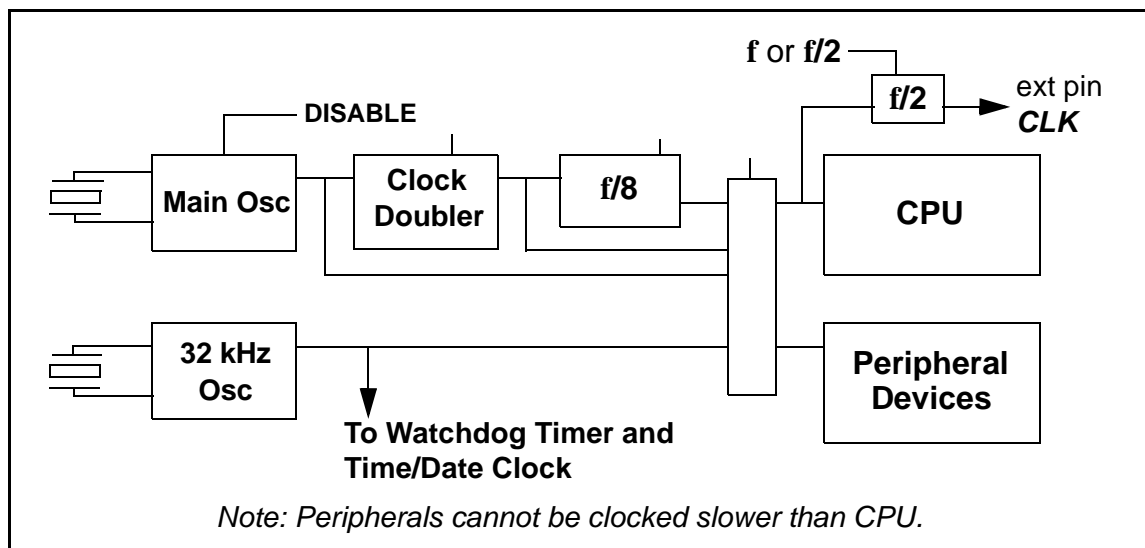 f or f/2
f/2
ext pin
CLK
DISABLE
Main Osc
Clock
Doubler
f/8
CPU
32 kHz
Osc
Peripheral
Devices
To Watchdog Timer and
Time/Date Clock
Note: Peripherals cannot be clocked slower than CPU.